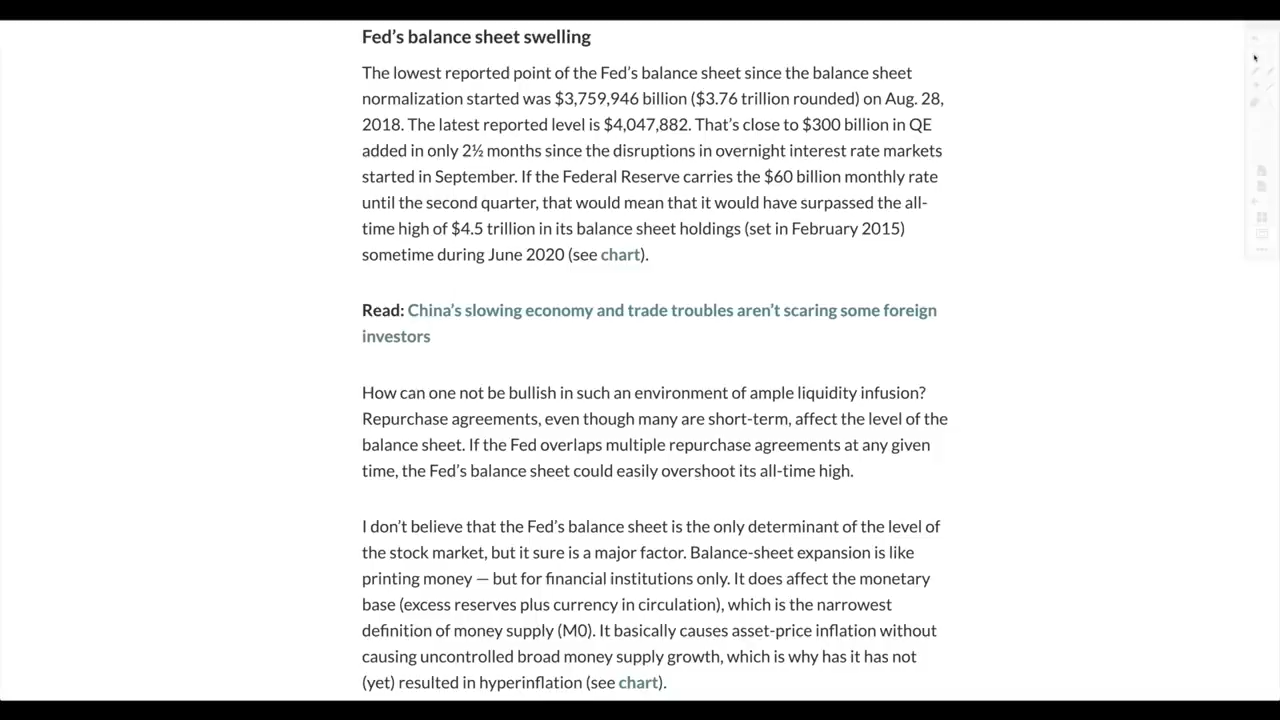 Fed’s balance sheet swelling
The lowest reported point of the Fed’s balance sheet since the balance sheet
normalization started was $3,759,946 billion ($3.76 trillion rounded) on Aug. 28,
2018. The latest reported level is $4,047,882. That’s close to $300 billion in QE
added in only 2½ months since the disruptions in overnight interest rate markets
started in September. If the Federal Reserve carries the $60 billion monthly rate
until the second quarter, that would mean that it would have surpassed the all-
time high of $4.5 trillion in its balance sheet holdings (set in February 2015)
sometime during June 2020 (see chart).
Read: China’s slowing economy and trade troubles aren’t scaring some foreign
investors
How can one not be bullish in such an environment of ample liquidity infusion?
Repurchase agreements, even though many are short-term, affect the level of the
balance sheet. If the Fed overlaps multiple repurchase agreements at any given
time, the Fed’s balance sheet could easily overshoot its all-time high.
I don’t believe that the Fed’s balance sheet is the only determinant of the level of
the stock market, but it sure is a major factor. Balance-sheet expansion is like
printing money — but for financial institutions only. It does affect the monetary
base (excess reserves plus currency in circulation), which is the narrowest
definition of money supply (M0). It basically causes asset-price inflation without
causing uncontrolled broad money supply growth, which is why has it has not
(yet) resulted in hyperinflation (see chart).